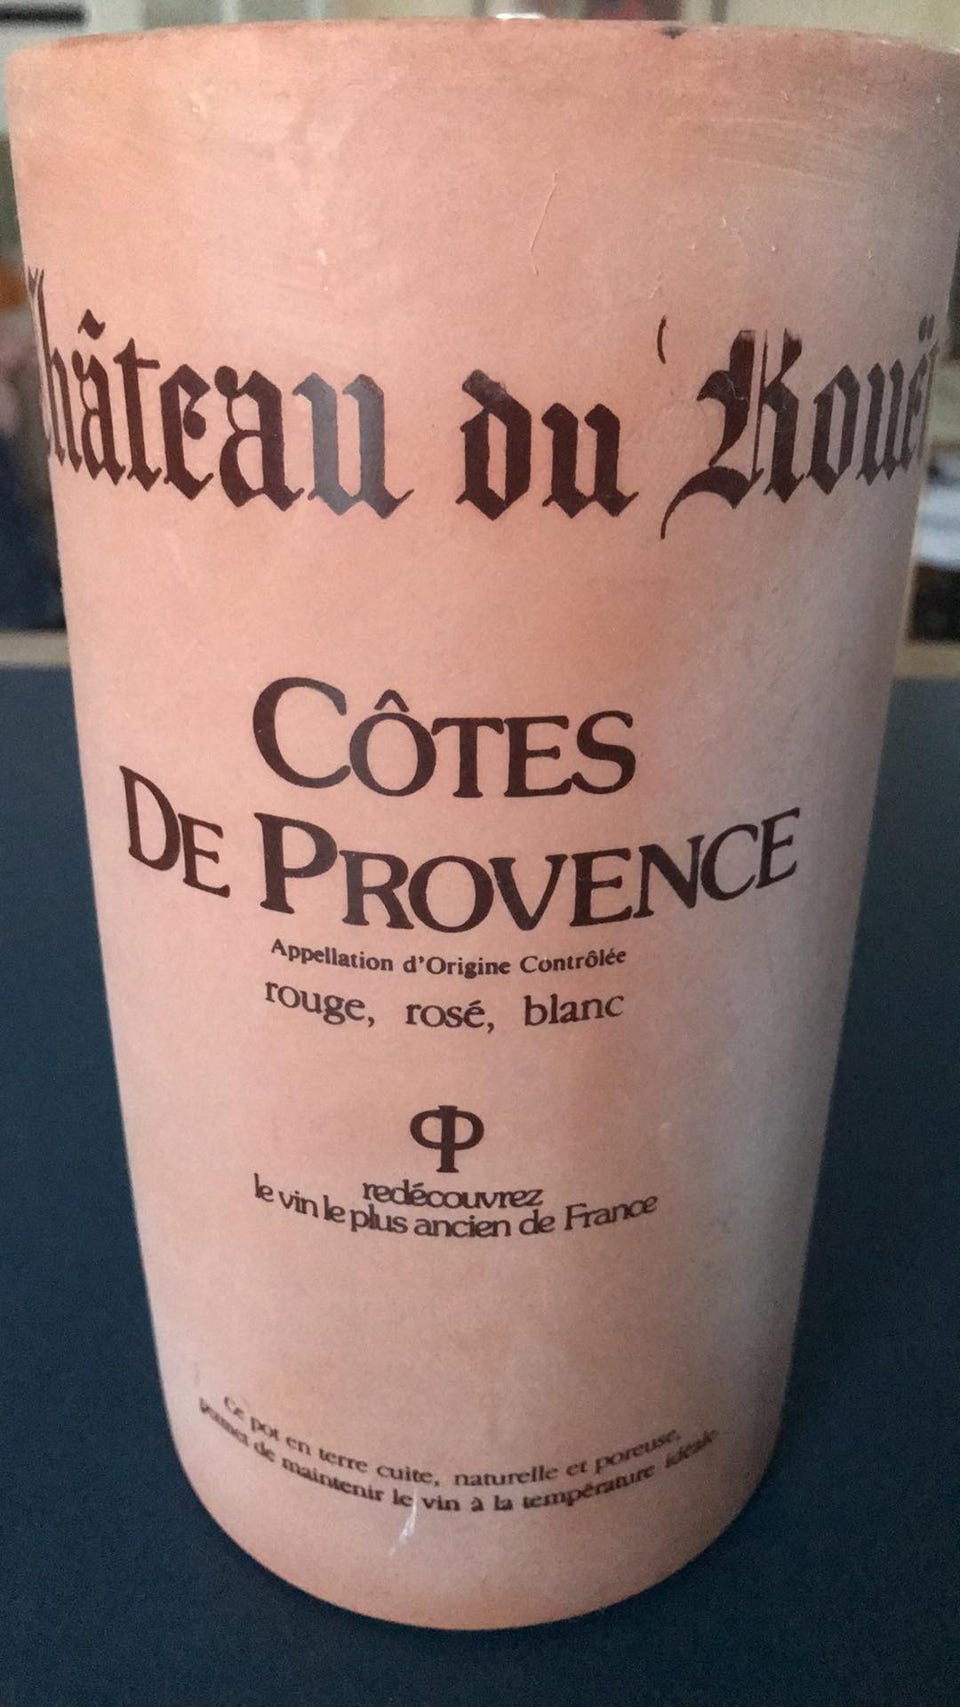 Château du Rouët
CÔTES
DE PROVENCE
Appellation d'Origine Contrôlée
rouge, rosé, blanc
redécouvrez
le vin le plus ancien de France
Ce pot en terre cuite, naturelle et poreuse,
permet de maintenir le vin à la température idéale.